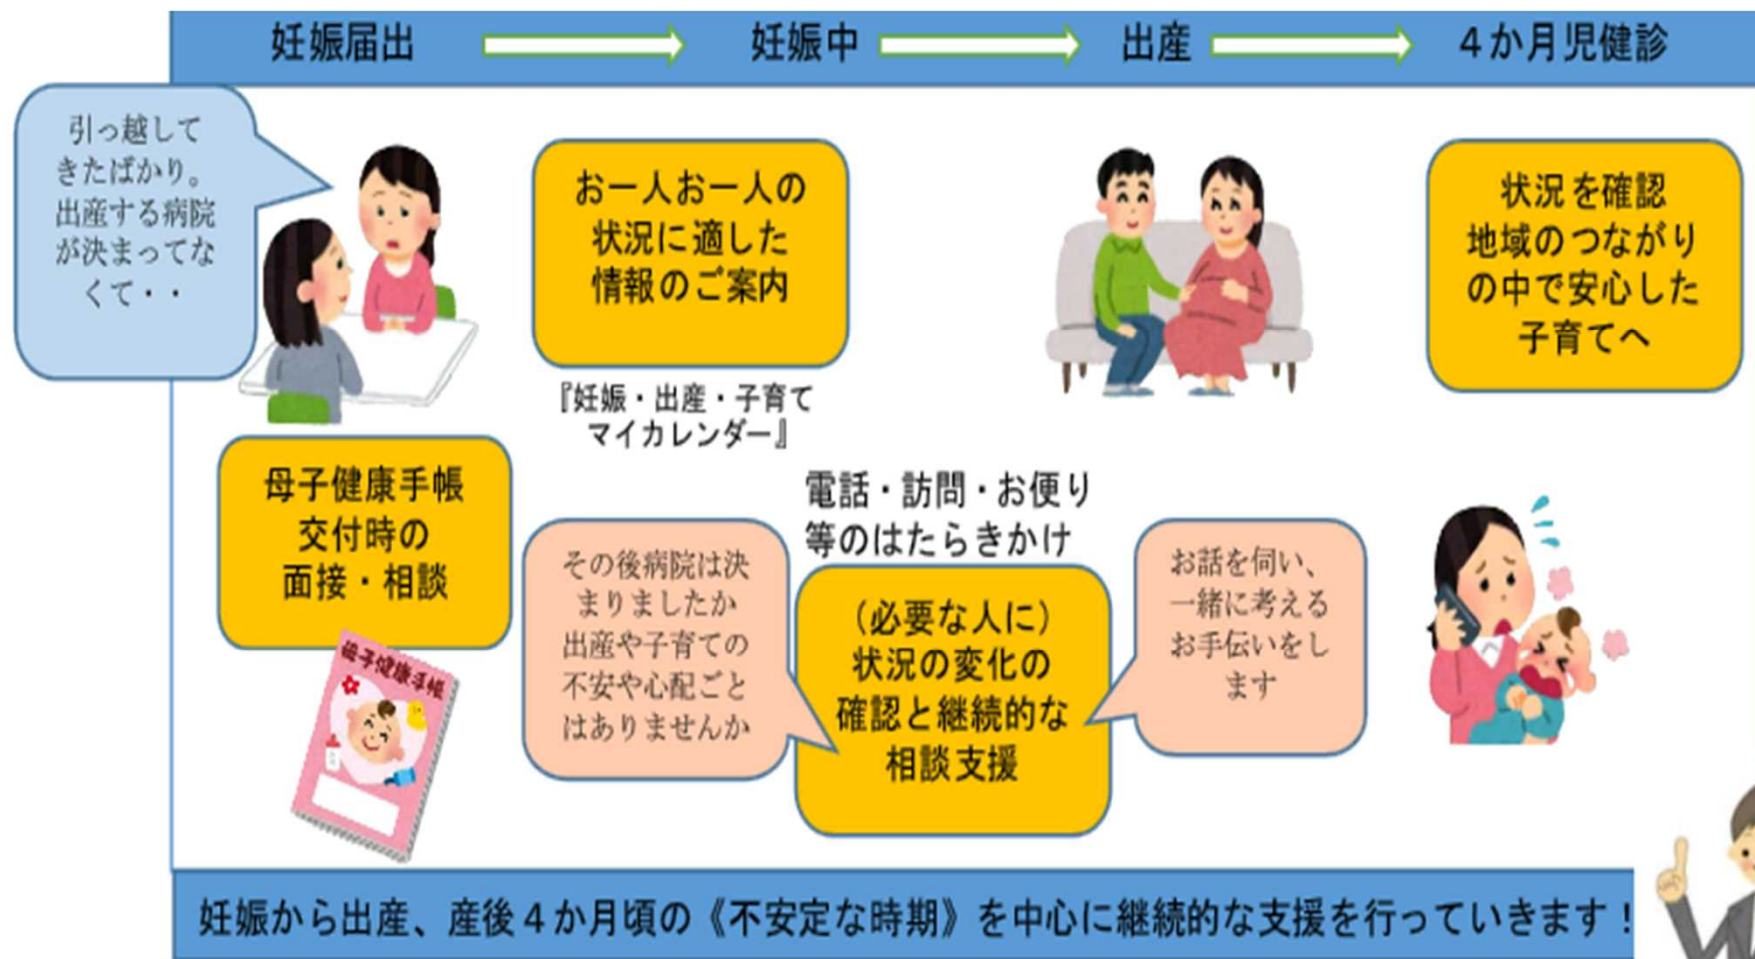 妊娠届出
妊娠中
出産
４か月児健診
引っ越して
きたばかり。
出産する病院
が決まってな
くて・・
お一人お一人の
状況に適した
情報のご案内
『妊娠・出産・子育て
マイカレンダー』
状況を確認
地域のつながり
の中で安心した
子育てへ
母子健康手帳
交付時の
面接・相談
母子健康手帳
その後病院は決
まりましたか
出産や子育ての
不安や心配ごと
はありませんか
電話・訪問・お便り
等のはたらきかけ
（必要な人に）
状況の変化の
確認と継続的な
相談支援
お話を伺い、
一緒に考える
お手伝いをし
ます
妊娠から出産、産後４か月頃の《不安定な時期》を中心に継続的な支援を行っていきます！